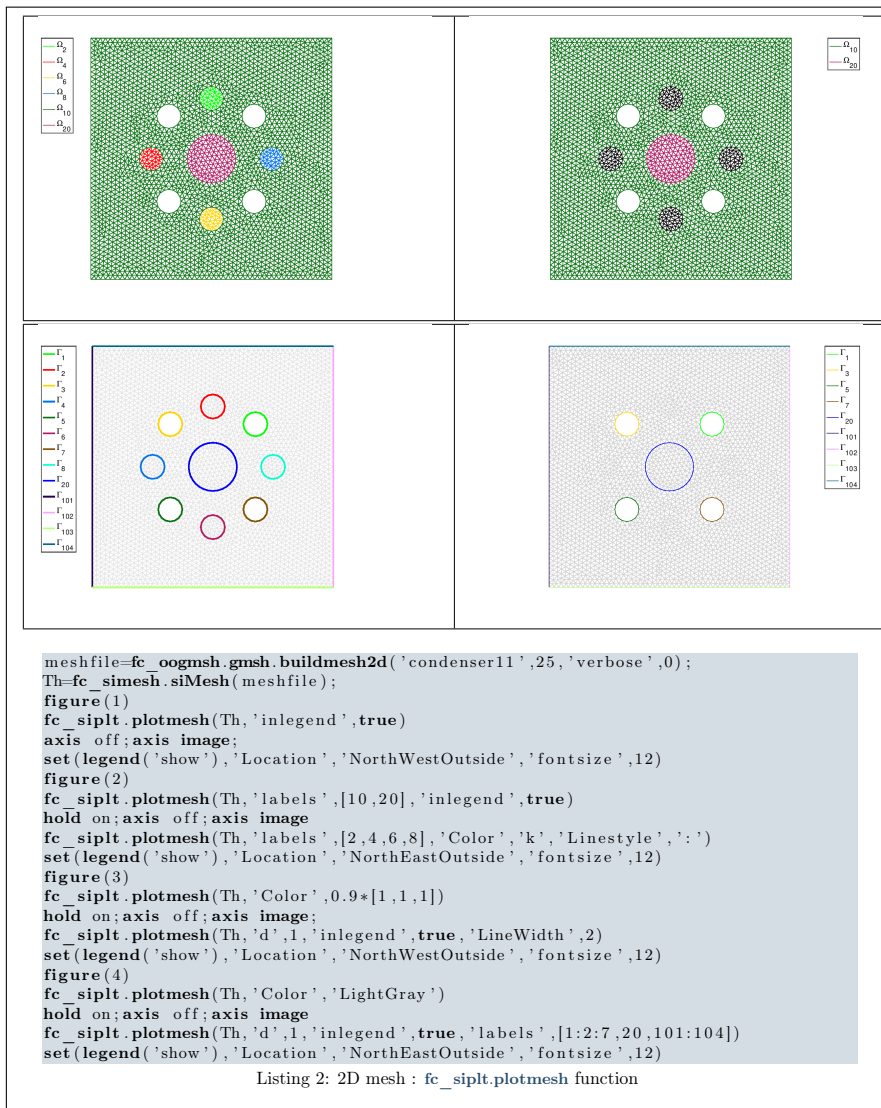 Ω2
Ω4
Ω6
Ω8
Ω10
Ω20
Ω10
Ω20
Γ1
Γ2
Γ3
Γ4
Γ5
Γ6
Γ7
Γ8
Γ20
Γ101
Γ102
Γ103
Γ104
Γ1
Γ3
Γ5
Γ7
Γ20
Γ101
Γ102
Γ103
Γ104
meshfile=fc_oogmsh.gmsh.buildmesh2d('condenser11',25,'verbose',0);
Th=fc_simesh.siMesh(meshfile);
figure(1)
fc_siplt.plotmesh(Th,'inlegend',true)
axis off;axis image;
set(legend('show'),'Location','NorthWestOutside','fontsize',12)
figure(2)
fc_siplt.plotmesh(Th,'labels',[10,20],'inlegend',true)
hold on;axis off;axis image
fc_siplt.plotmesh(Th,'labels',[2,4,6,8],'Color','k','Linestyle',':')
set(legend('show'),'Location','NorthEastOutside','fontsize',12)
figure(3)
fc_siplt.plotmesh(Th,'Color',0.9*[1,1,1])
hold on;axis off;axis image;
fc_siplt.plotmesh(Th,'d',1,'inlegend',true,'LineWidth',2)
set(legend('show'),'Location','NorthWestOutside','fontsize',12)
figure(4)
fc_siplt.plotmesh(Th,'Color','LightGray')
hold on;axis off;axis image
fc_siplt.plotmesh(Th,'d',1,'inlegend',true,'labels',[1:2:7,20,101:104])
set(legend('show'),'Location','NorthEastOutside','fontsize',12)
Listing 2: 2D mesh : fc_siplt.plotmesh function